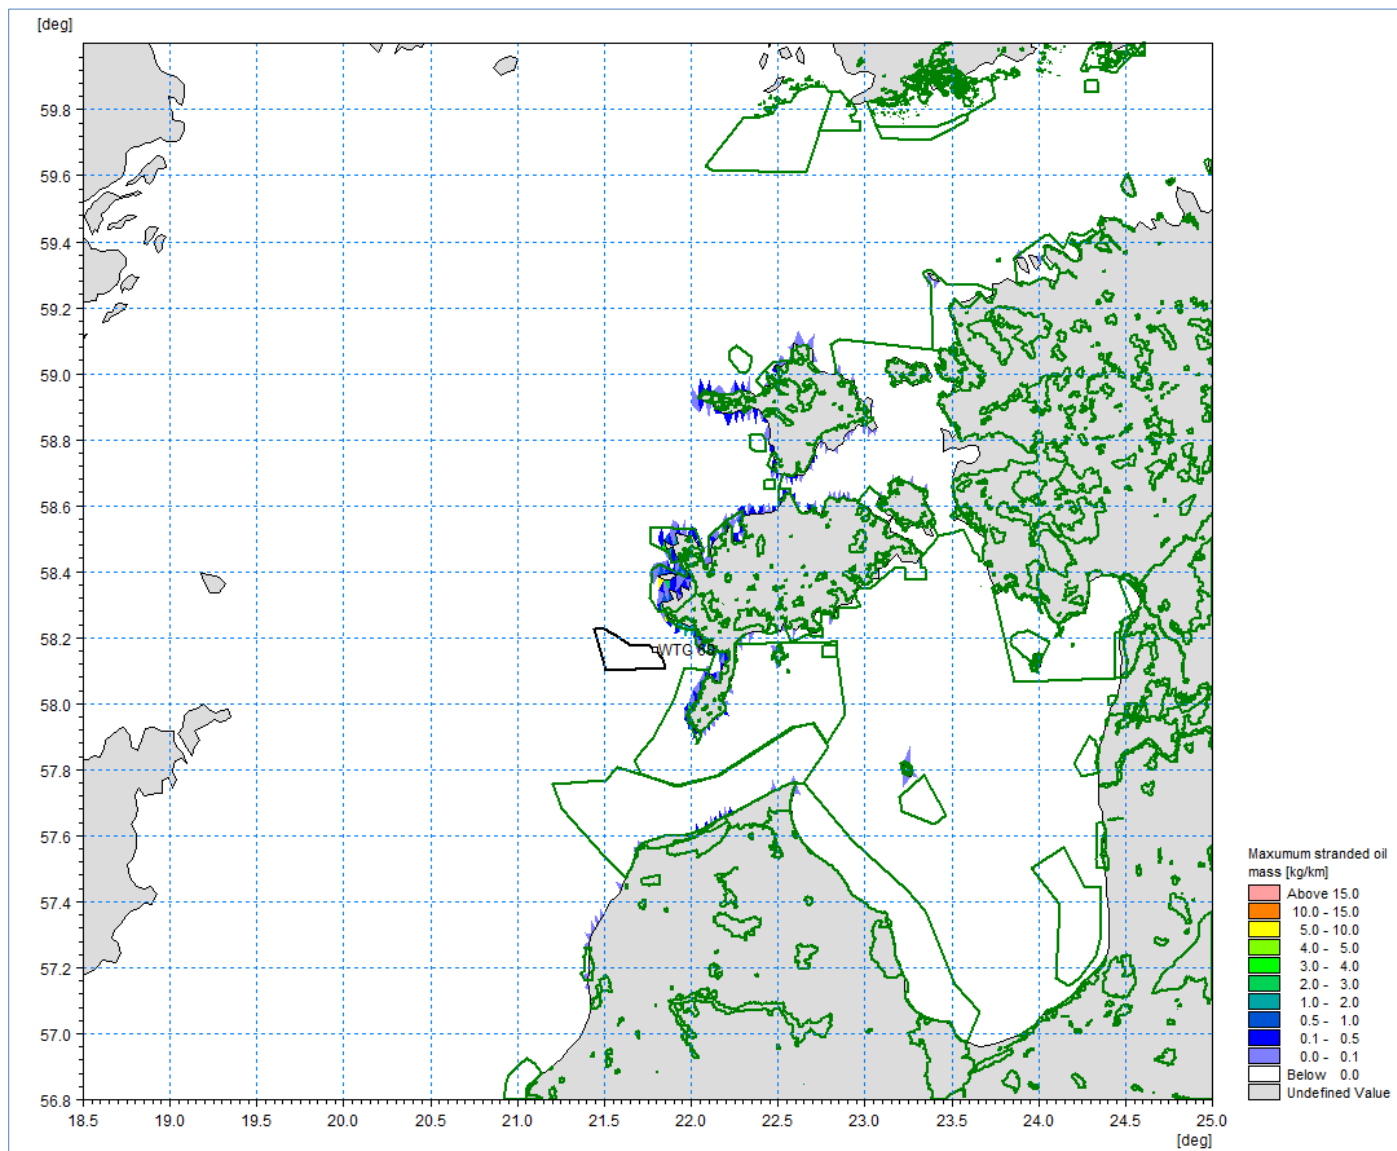 [deg]
59.8
59.6
59.4
59.2
59.0
58.8
58.6
58.4
58.2
58.0
57.8
57.6
57.4
57.2
57.0
56.8
WTG
18.5 19.0 19.5 20.0 20.5 21.0 21.5 22.0 22.5 23.0 23.5 24.0 24.5 25.0
[deg]
Maxumum stranded oil
mass [kg/km]
Above 15.0
10.0 - 15.0
5.0 - 10.0
4.0 - 5.0
3.0 - 4.0
2.0 - 3.0
1.0 - 2.0
0.5 - 1.0
0.1 - 0.5
0.0 - 0.1
Below 0.0
Undefined Value